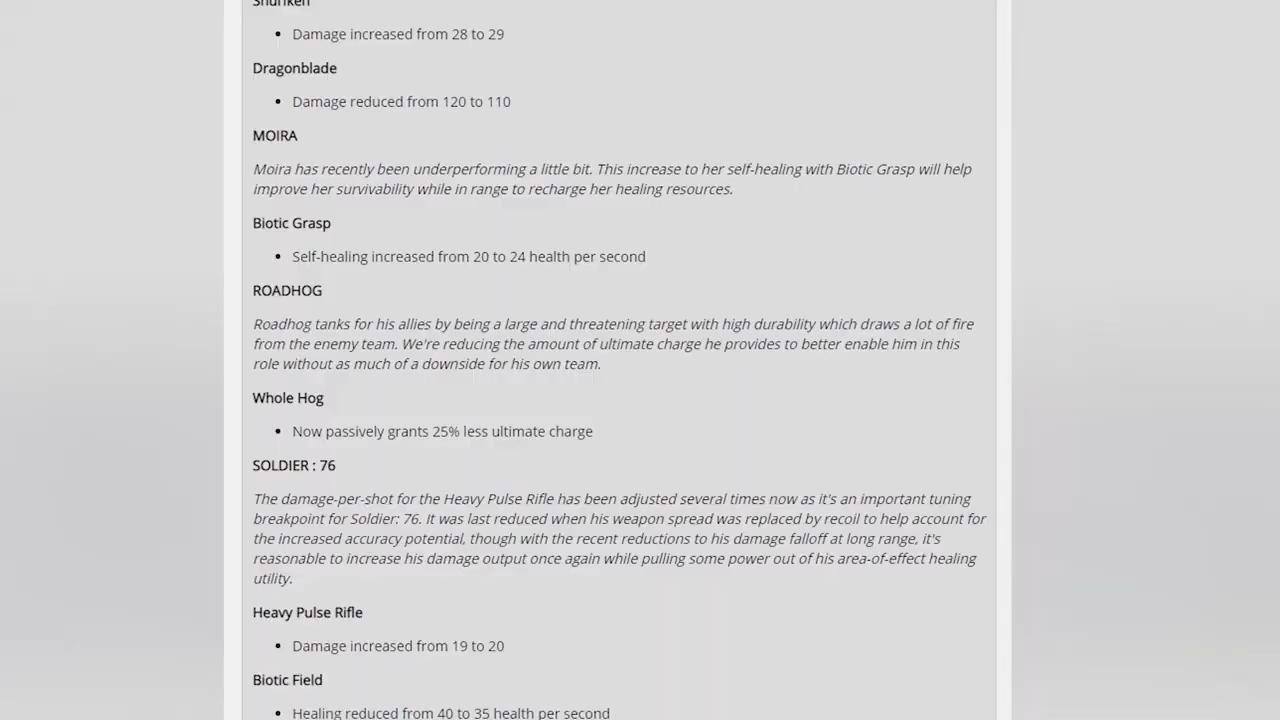 Shuriken
• Damage increased from 28 to 29
Dragonblade
• Damage reduced from 120 to 110
MOIRA
Moira has recently been underperforming a little bit. This increase to her self-healing with Biotic Grasp will help
improve her survivability while in range to recharge her healing resources.
Biotic Grasp
• Self-healing increased from 20 to 24 health per second
ROADHOG
Roadhog tanks for his allies by being a large and threatening target with high durability which draws a lot of fire
from the enemy team. We're reducing the amount of ultimate charge he provides to better enable him in this
role without as much of a downside for his own team.
Whole Hog
• Now passively grants 25% less ultimate charge
SOLDIER : 76
The damage-per-shot for the Heavy Pulse Rifle has been adjusted several times now as it's an important tuning
breakpoint for Soldier: 76. It was last reduced when his weapon spread was replaced by recoil to help account for
the increased accuracy potential, though with the recent reductions to his damage falloff at long range, it's
reasonable to increase his damage output once again while pulling some power out of his area-of-effect healing
utility.
Heavy Pulse Rifle
• Damage increased from 19 to 20
Biotic Field
• Healing reduced from 40 to 35 health per second